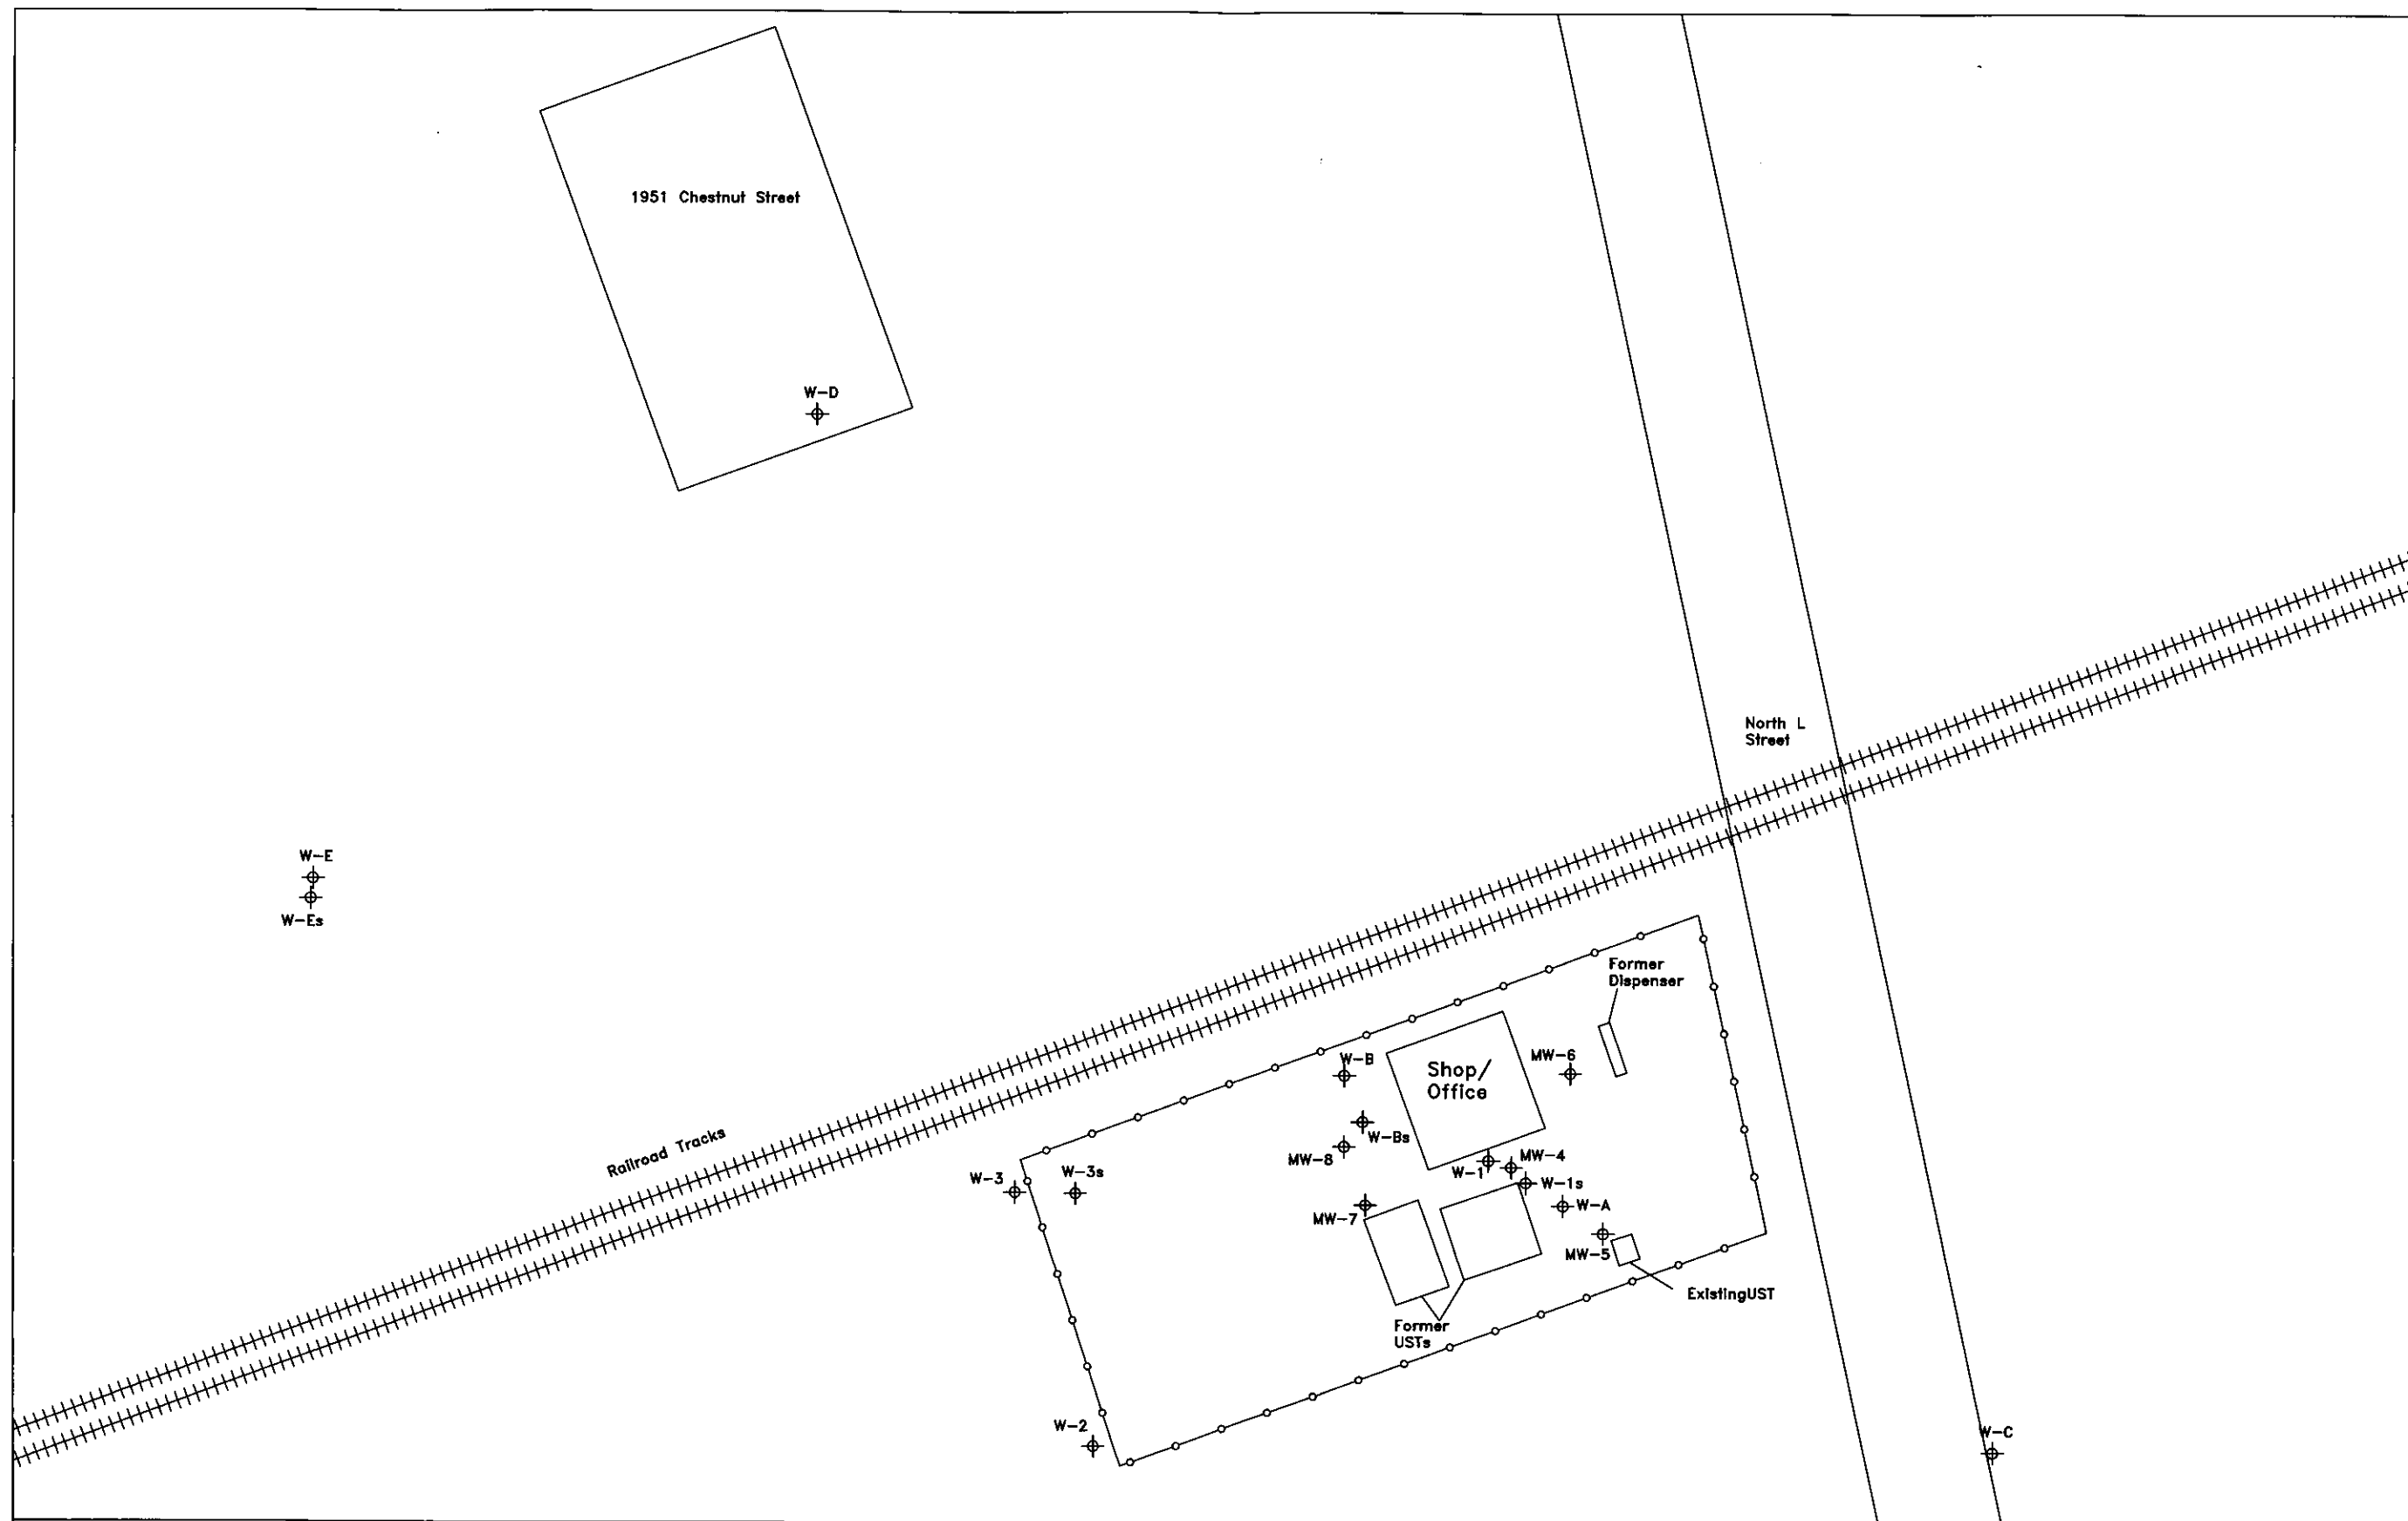 1951 Chestnut Street
W-D
North L
Street
W-E
W-Es
Former
Dispenser
W-B
Shop/
Office
MW-6
Railroad Tracks
W-Bs
MW-8
W-3
W-3s
W-1
MW-4
W-1s
W-A
MW-7
MW-5
ExistingUST
Former
USTs
W-2
W-C